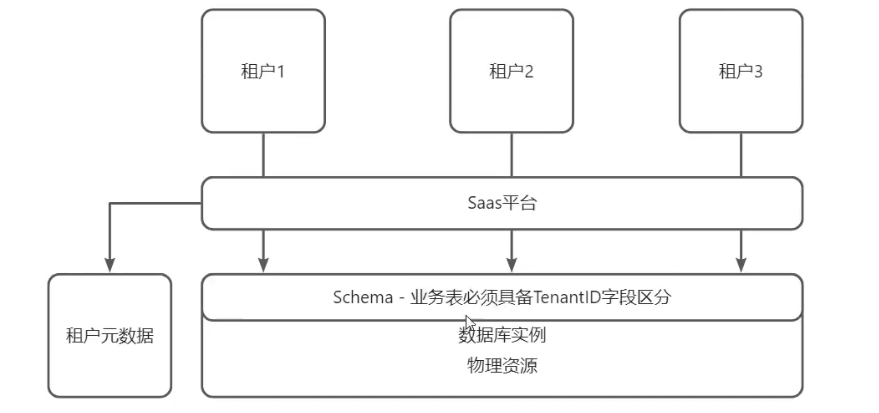 租户1
租户2
租户3
Saas平台
Schema - 业务表必须具备TenantID字段区分
租户元数据
数据库实例
物理资源